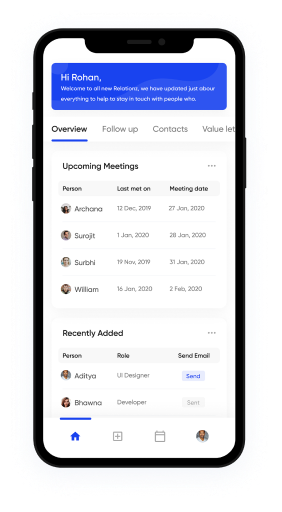 Hi Rohan,
Welcome to all new Relationz, we have updated just abour
everything to help to stay in touch with people who.
Overview Follow up Contacts Value let
Upcoming Meetings
Person Last met on Meeting date
Archana 12 Dec, 2019 27 Jan, 2020
Surojit 1 Jan, 2020 28 Jan, 2020
Surbhi 19 Nov, 2019 31 Jan, 2020
William 16 Jan, 2020 2 Feb, 2020
Recently Added
Person Role Send Email
Aditya UI Designer Send
Bhawna Developer Sent